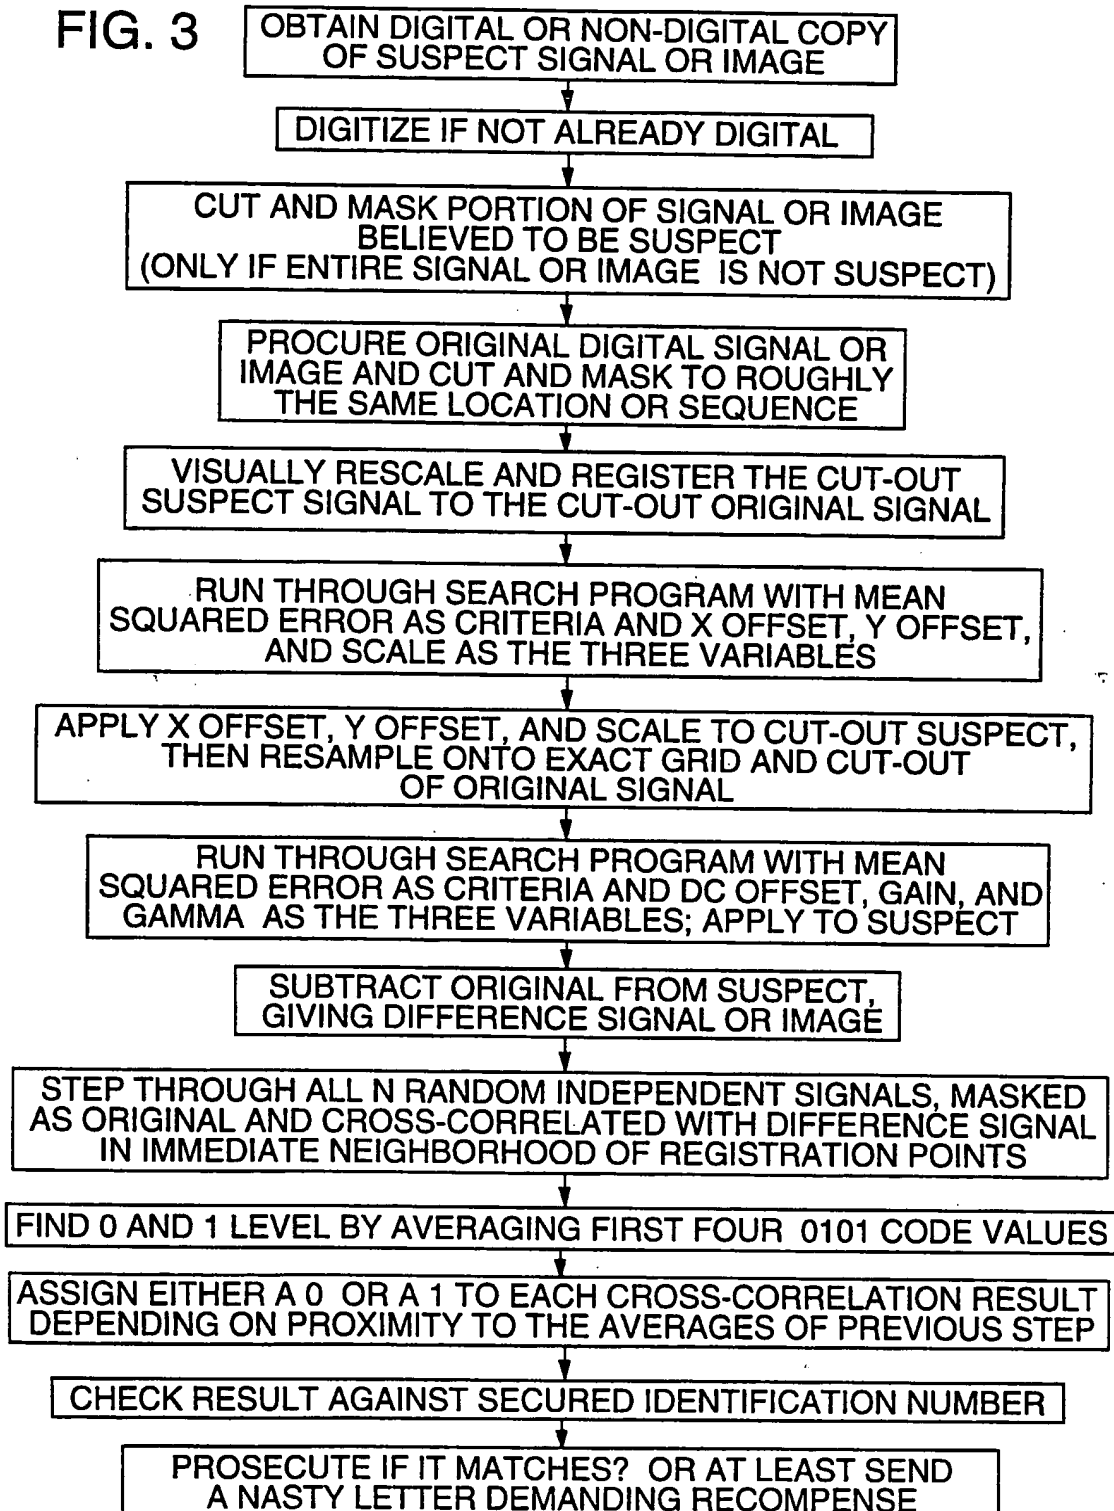 FIG. 3
OBTAIN DIGITAL OR NON-DIGITAL COPY
OF SUSPECT SIGNAL OR IMAGE
DIGITIZE IF NOT ALREADY DIGITAL
CUT AND MASK PORTION OF SIGNAL OR IMAGE
BELIEVED TO BE SUSPECT
(ONLY IF ENTIRE SIGNAL OR IMAGE IS NOT SUSPECT)
PROCURE ORIGINAL DIGITAL SIGNAL OR
IMAGE AND CUT AND MASK TO ROUGHLY
THE SAME LOCATION OR SEQUENCE
VISUALLY RESCALE AND REGISTER THE CUT-OUT
SUSPECT SIGNAL TO THE CUT-OUT ORIGINAL SIGNAL
RUN THROUGH SEARCH PROGRAM WITH MEAN
SQUARED ERROR AS CRITERIA AND X OFFSET, Y OFFSET,
AND SCALE AS THE THREE VARIABLES
APPLY X OFFSET, Y OFFSET, AND SCALE TO CUT-OUT SUSPECT,
THEN RESAMPLE ONTO EXACT GRID AND CUT-OUT
OF ORIGINAL SIGNAL
RUN THROUGH SEARCH PROGRAM WITH MEAN
SQUARED ERROR AS CRITERIA AND DC OFFSET, GAIN, AND
GAMMA AS THE THREE VARIABLES; APPLY TO SUSPECT
SUBTRACT ORIGINAL FROM SUSPECT,
GIVING DIFFERENCE SIGNAL OR IMAGE
STEP THROUGH ALL N RANDOM INDEPENDENT SIGNALS, MASKED
AS ORIGINAL AND CROSS-CORRELATED WITH DIFFERENCE SIGNAL
IN IMMEDIATE NEIGHBORHOOD OF REGISTRATION POINTS
FIND 0 AND 1 LEVEL BY AVERAGING FIRST FOUR 0101 CODE VALUES
ASSIGN EITHER A 0 OR A 1 TO EACH CROSS-CORRELATION RESULT
DEPENDING ON PROXIMITY TO THE AVERAGES OF PREVIOUS STEP
CHECK RESULT AGAINST SECURED IDENTIFICATION NUMBER
PROSECUTE IF IT MATCHES? OR AT LEAST SEND
A NASTY LETTER DEMANDING RECOMPENSE